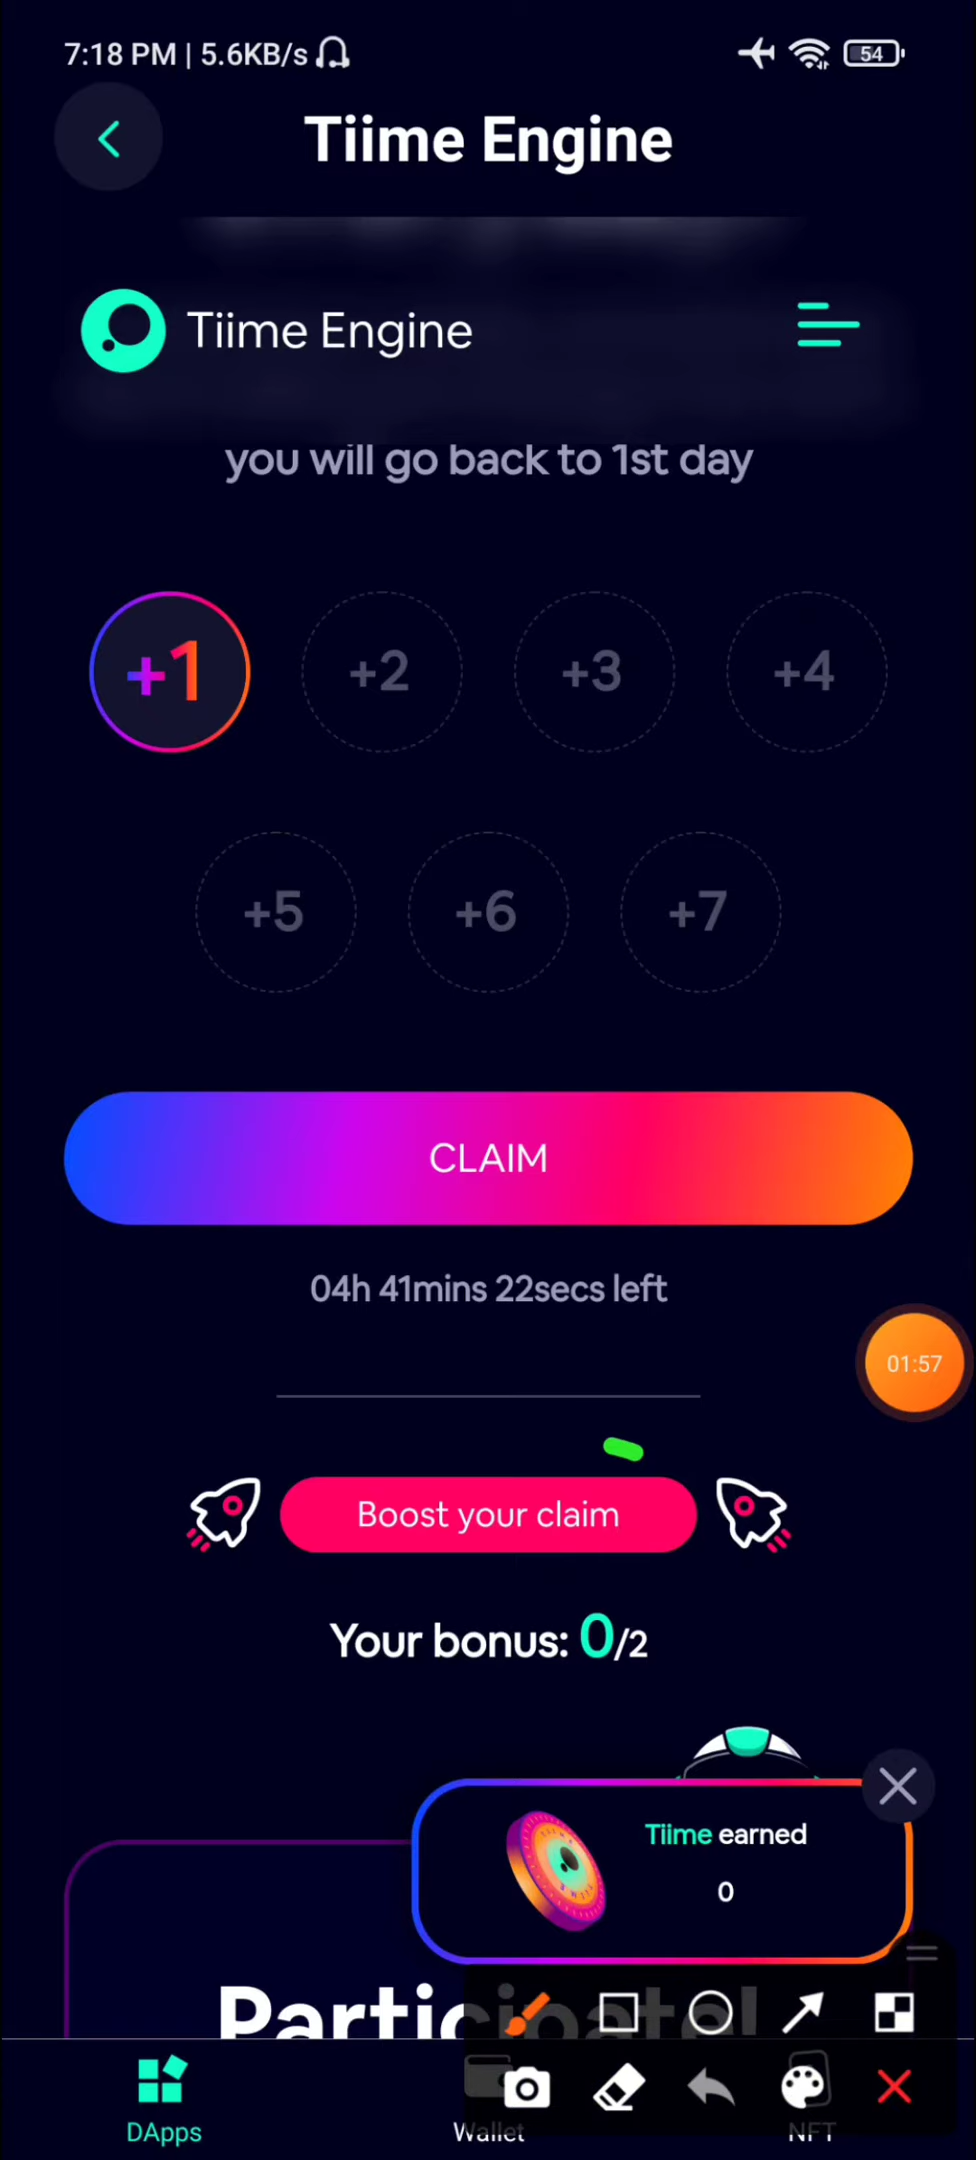 7:18 PM | 5.6KB/s
54
Tiime Engine
Tiime Engine
you will go back to 1st day
+1 +2 +3 +4
+5 +6 +7
CLAIM
04h 41mins 22secs left
01:57
Boost your claim
Your bonus: 0/2
Tiime earned
0
Participate!
DApps Wallet NFT